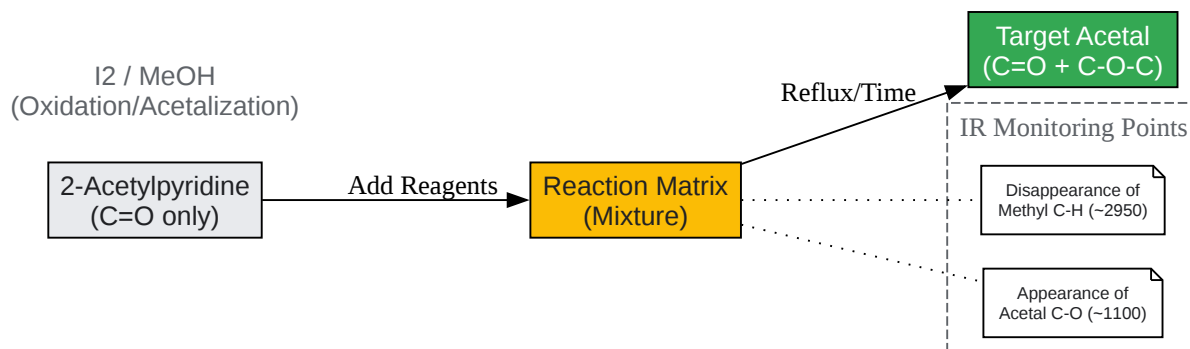 I2 / MeOH
(Oxidation/Acetalization)
2-Acetylpyridine
(C=O only)
Add Reagents
Reaction Matrix
(Mixture)
Reflux/Time
Target Acetal
(C=O + C-O-C)
IR Monitoring Points
Disappearance of
Methyl C-H (~2950)
Appearance of
Acetal C-O (~1100)